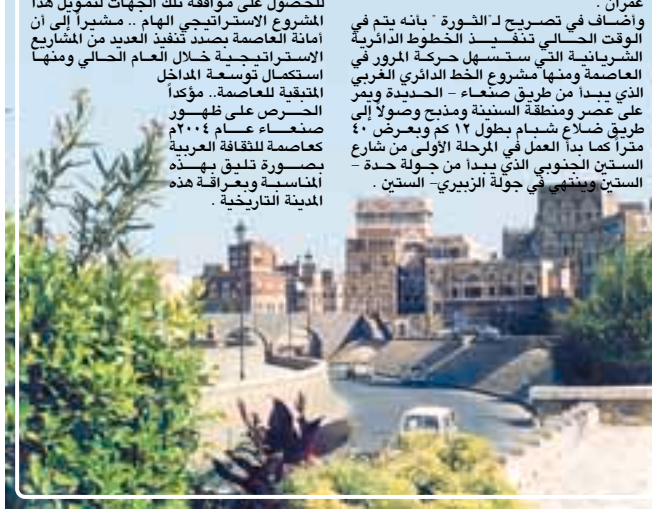 عمران .
وأضاف في تصريح لـ"الثورة " بأنه يتم في
الوقت الحالي تنفيذ الخطوط الدائرية
الشريانية التي ستسهل حركة المرور في
العاصمة ومنها مشروع الخط الدائري الغربي
الذي يبدأ من طريق صنعاء – الحديدة ويمر
على عصر ومنطقة السنينة ومذبح وصولاً إلى
طريق ضلاع شبام بطول ١٢ كم وبعرض ٤٠
متراً كما بدأ العمل في المرحلة الأولى من شارع
الستين الجنوبي الذي يبدأ من جولة حدة –
الستين وينتهي في جولة الزبيري– الستين .
للحصول على موافقة تلك الجهات لتمويل هذا
المشروع الاستراتيجي الهام .. مشيراً إلى أن
أمانة العاصمة بصدد تنفيذ العديد من المشاريع
الاستراتيجية خلال العام الحالي ومنها
استكمال توسعة المداخل
المتبقية للعاصمة.. مؤكداً
الحرص على ظهور
صنعاء عام ٢٠٠٤م
كعاصمة للثقافة العربية
بصورة تليق بهذه
المناسبة وبعراقة هذه
المدينة التاريخية .